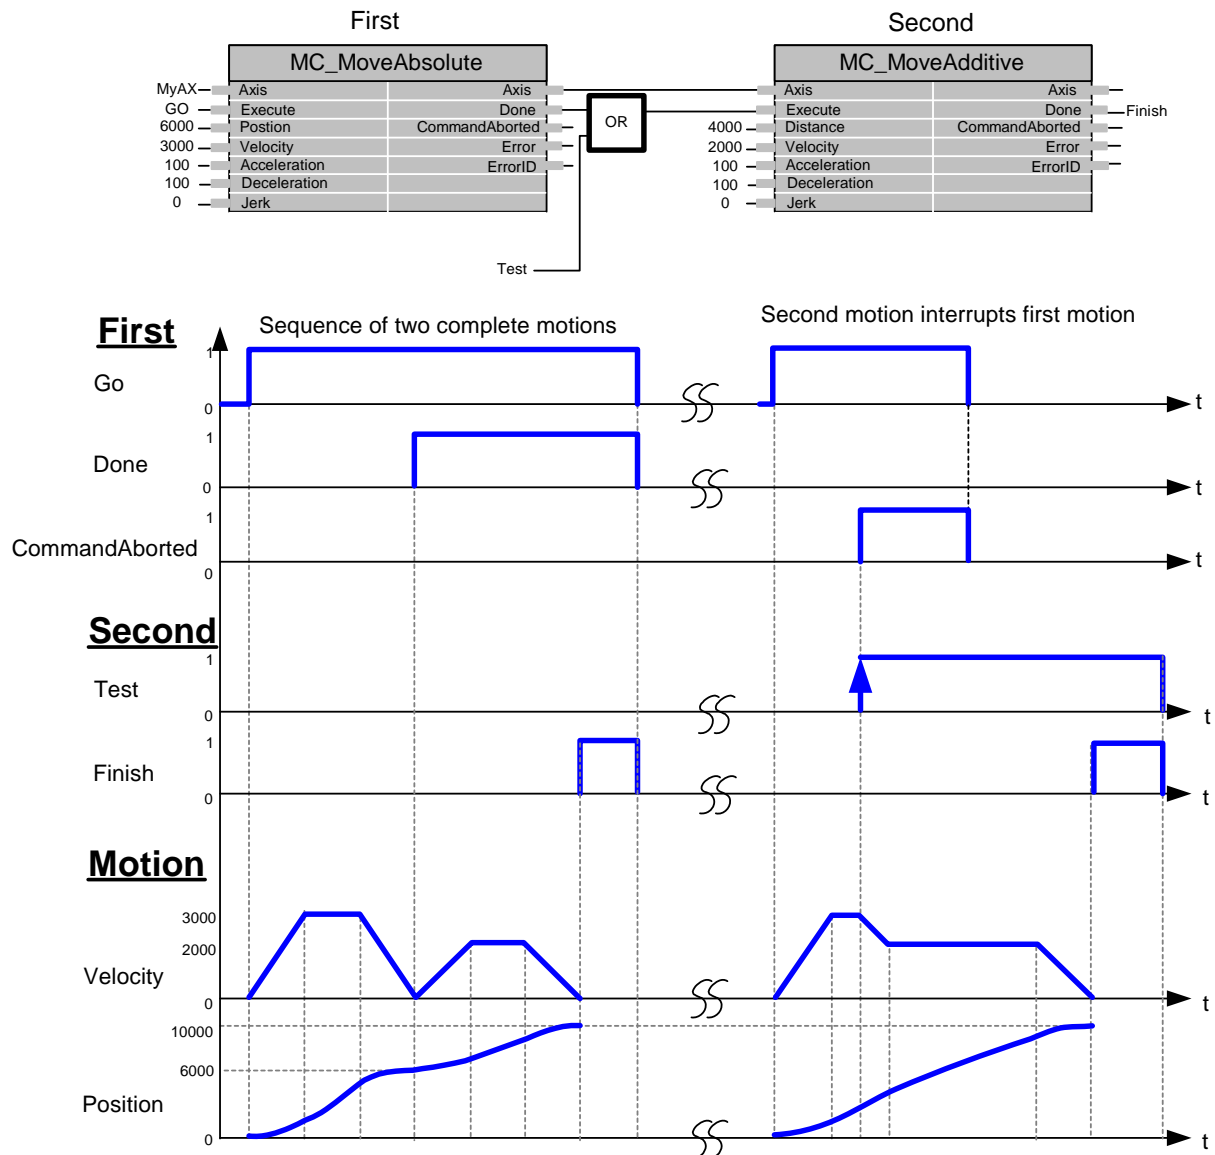 First Second
MC_MoveAbsolute MC_MoveAdditive
MyAX Axis Axis Axis Axis
GO Execute Done OR Execute Done Finish
6000 Postion CommandAborted 4000 Distance CommandAborted
3000 Velocity Error 2000 Velocity Error
100 Acceleration ErrorID 100 Acceleration ErrorID
100 Deceleration 100 Deceleration
0 Jerk 0 Jerk
Test
First Sequence of two complete motions Second motion interrupts first motion
1
Go
0 t
1
Done
0 t
1
CommandAborted
0 t
Second
1
Test
0 t
1
Finish
0 t
Motion
3000
2000
Velocity
0 t
10000
6000
Position
0 t